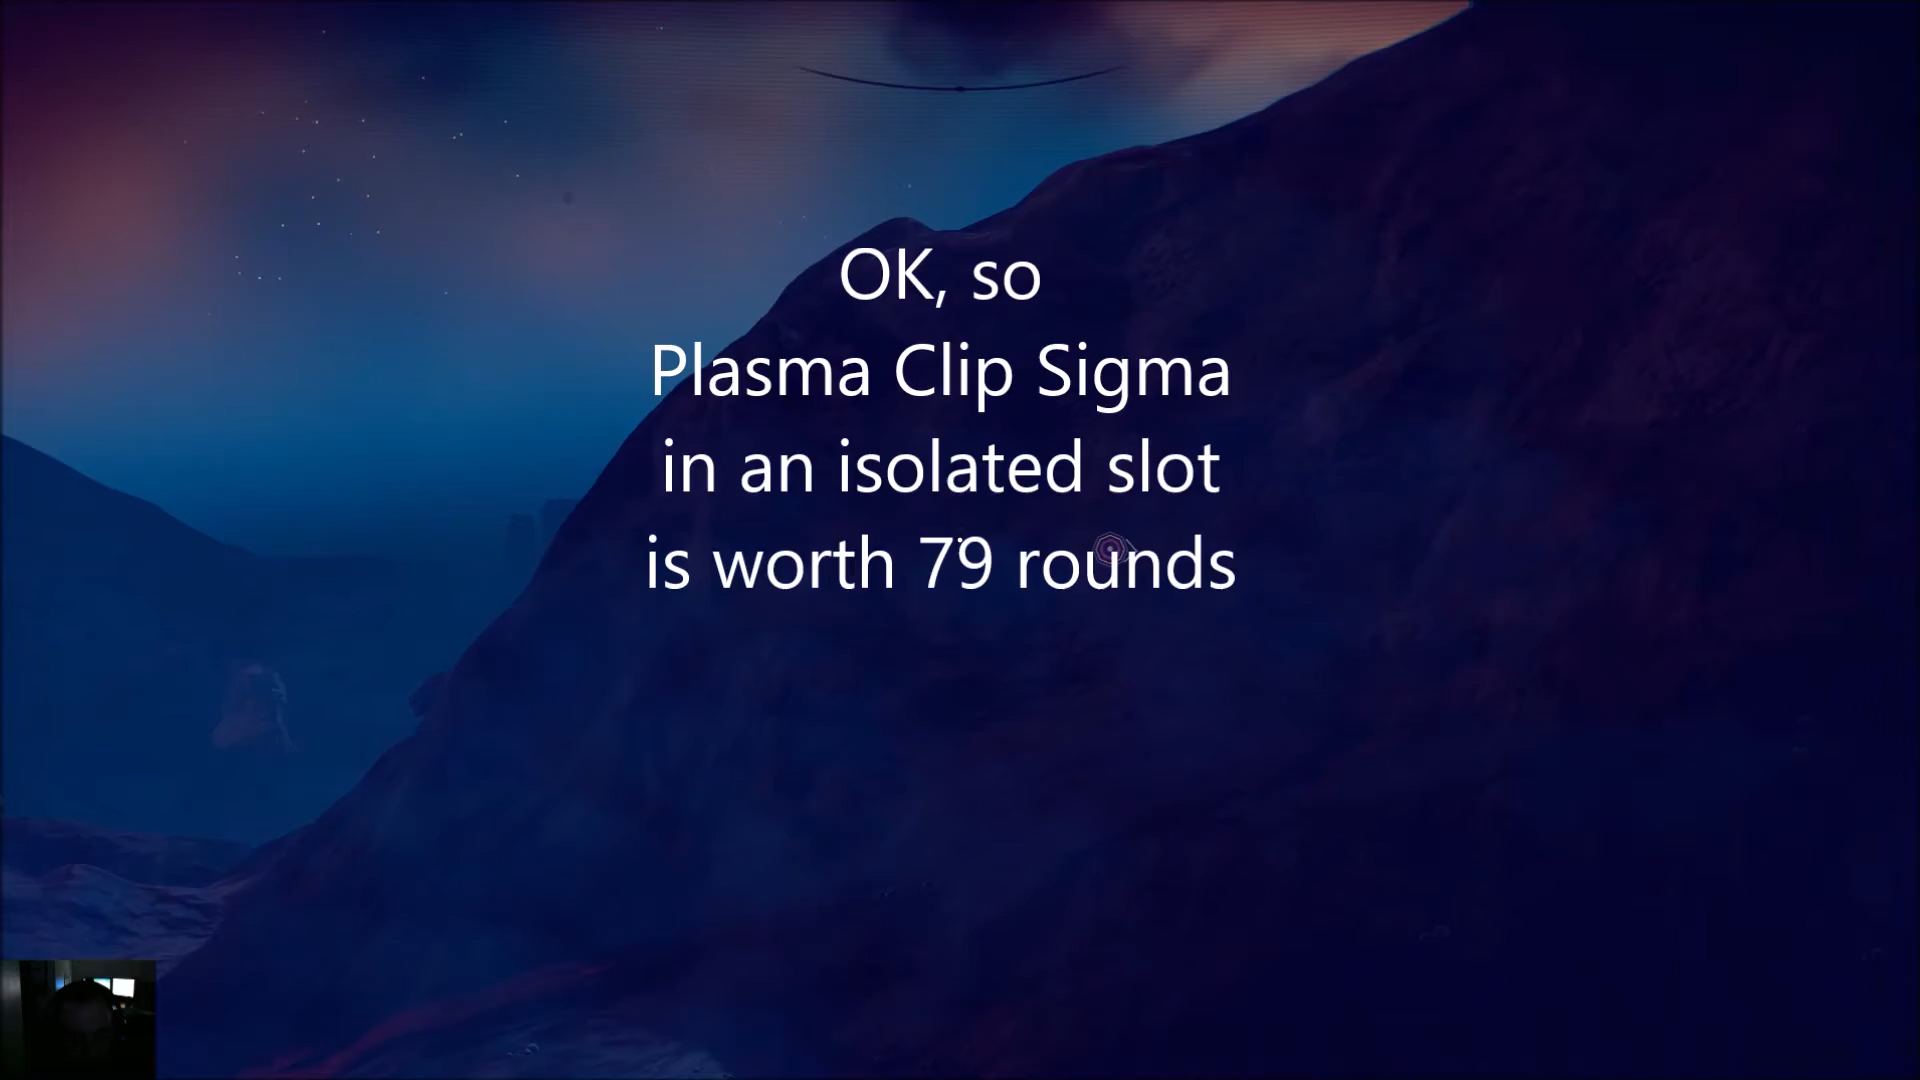 OK, so
Plasma Clip Sigma
in an isolated slot
is worth 79 rounds